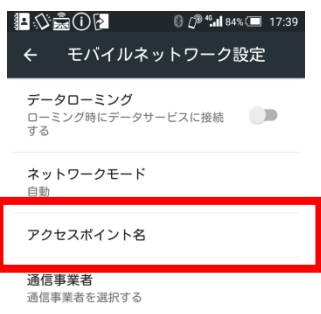 4G 84% 17:39
← モバイルネットワーク設定
データローミング
ローミング時にデータサービスに接続
する
ネットワークモード
自動
アクセスポイント名
通信事業者
通信事業者を選択する